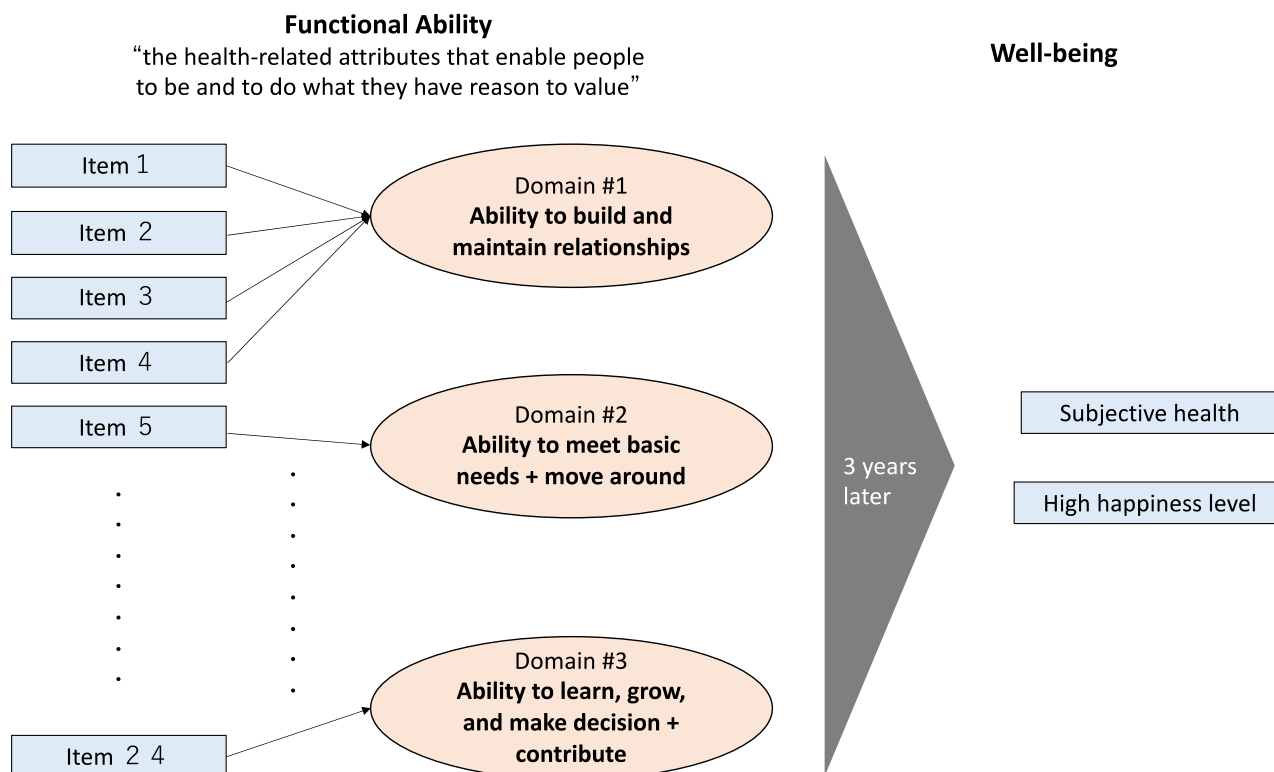 Functional Ability
“the health-related attributes that enable people
to be and to do what they have reason to value”
Well-being
Item 1
Item 2
Item 3
Item 4
Item 5
Item 2 4
Domain #1
Ability to build and
maintain relationships
Domain #2
Ability to meet basic
needs + move around
Domain #3
Ability to learn, grow,
and make decision +
contribute
3 years
later
Subjective health
High happiness level